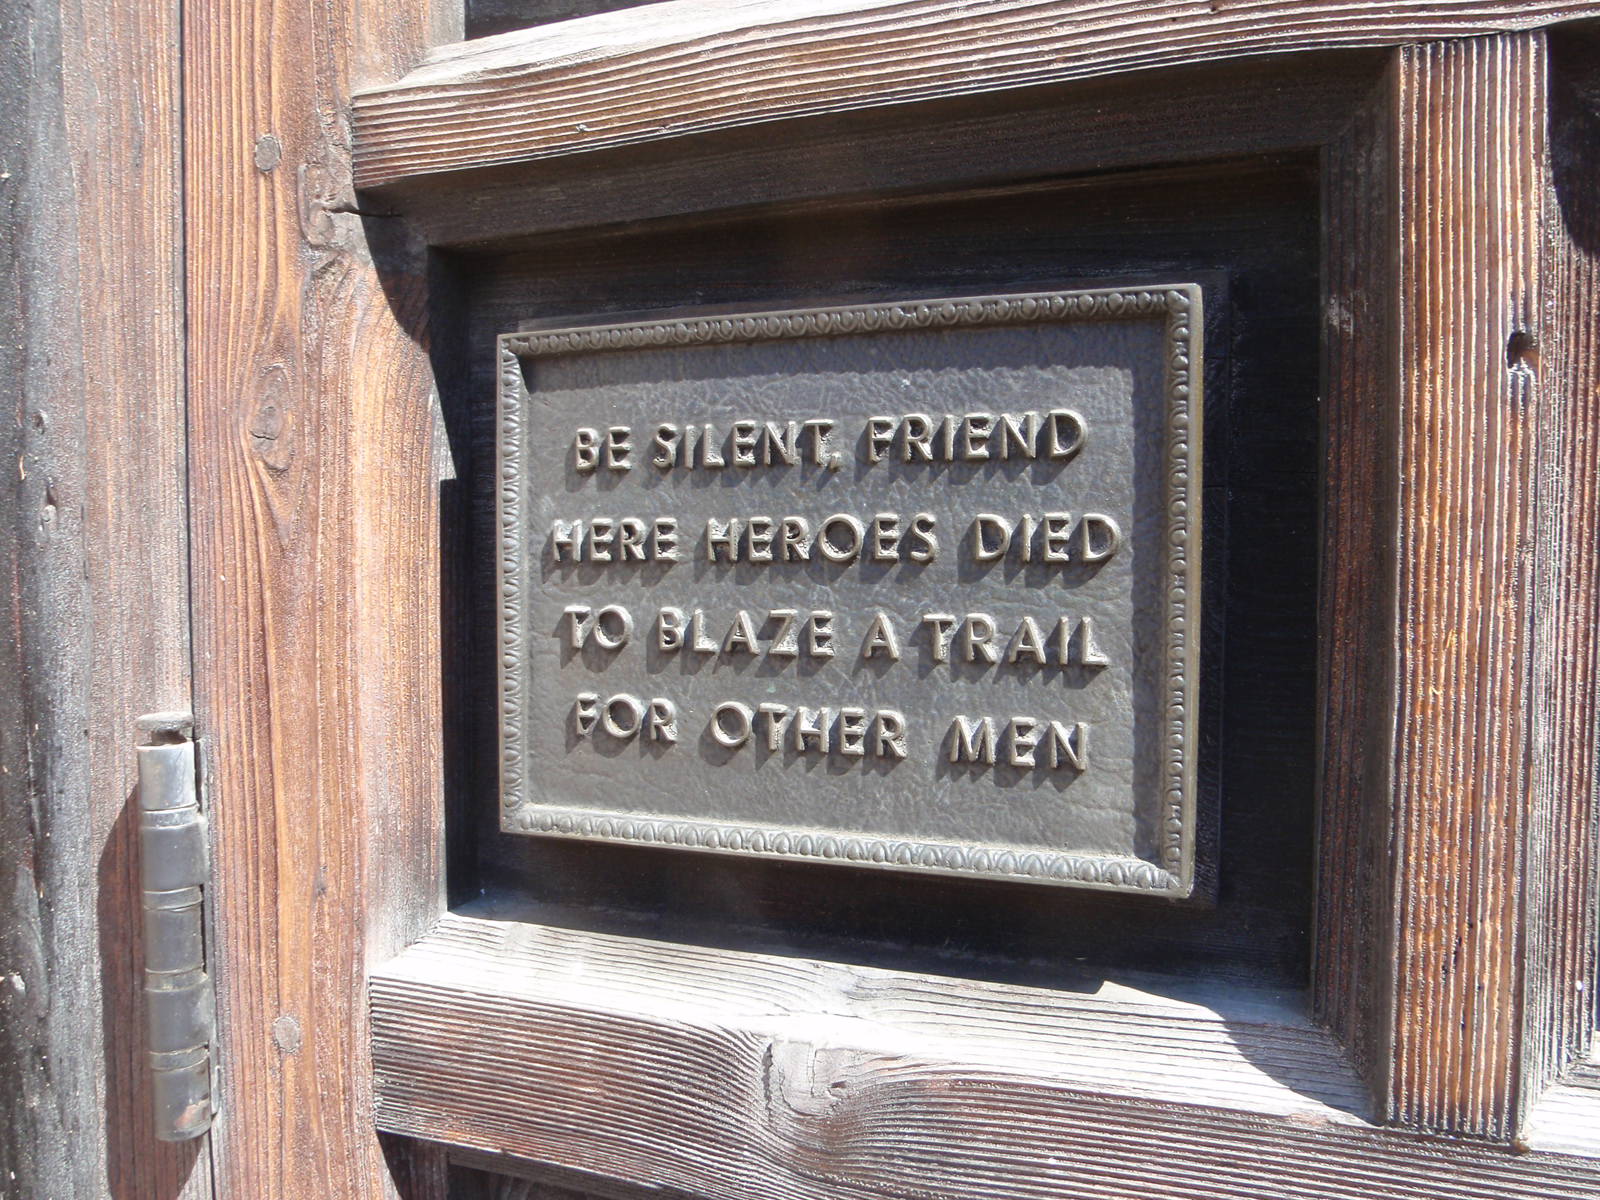 BE SILENT, FRIEND
HERE HEROES DIED
TO BLAZE A TRAIL
FOR OTHER MEN